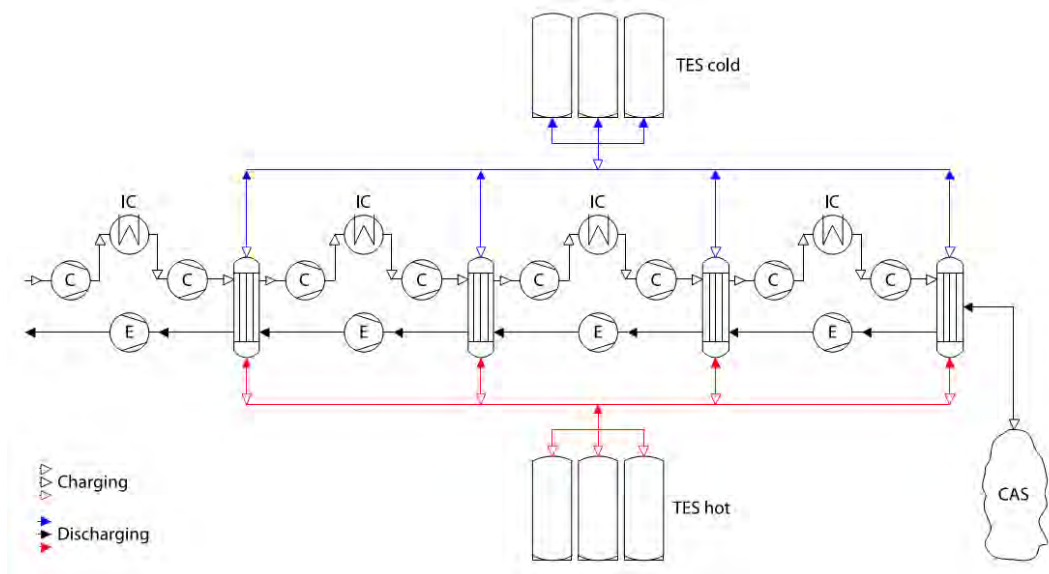 TES cold
IC IC IC IC
C C C C C C C C
E E E E
TES hot
CAS
Charging
Discharging